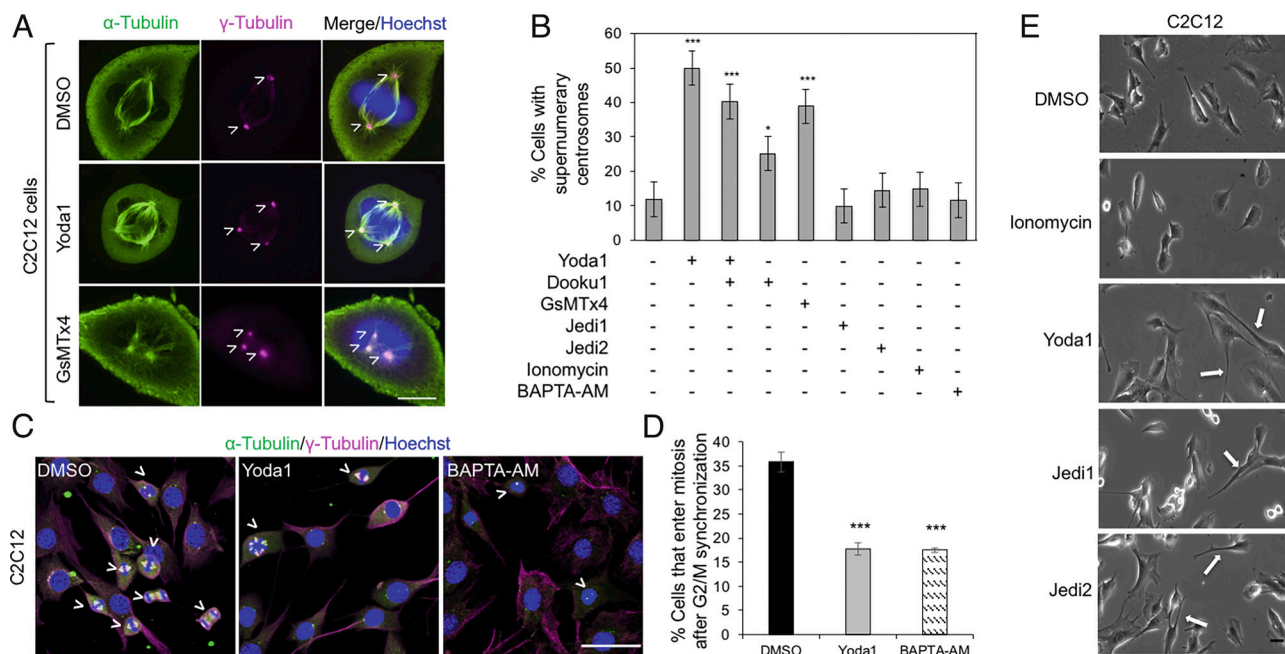 A
α-Tubulin γ-Tubulin Merge/Hoechst
C2C12 cells
DMSO
Yoda1
GsMTx4
B
% Cells with
supernumerary
centrosomes
60
50
40
30
20
10
0
*** *** * ***
Yoda1 - + + - - - - - -
Dooku1 - - + + - - - - -
GsMTx4 - - - - + - - - -
Jedi1 - - - - - + - - -
Jedi2 - - - - - - + - -
Ionomycin - - - - - - - + -
BAPTA-AM - - - - - - - - +
C
α-Tubulin/γ-Tubulin/Hoechst
C2C12
DMSO Yoda1 BAPTA-AM
D
% Cells that enter mitosis
after G2/M synchronization
40
35
30
25
20
15
10
5
0
*** ***
DMSO Yoda1 BAPTA-AM
E
C2C12
DMSO
Ionomycin
Yoda1
Jedi1
Jedi2